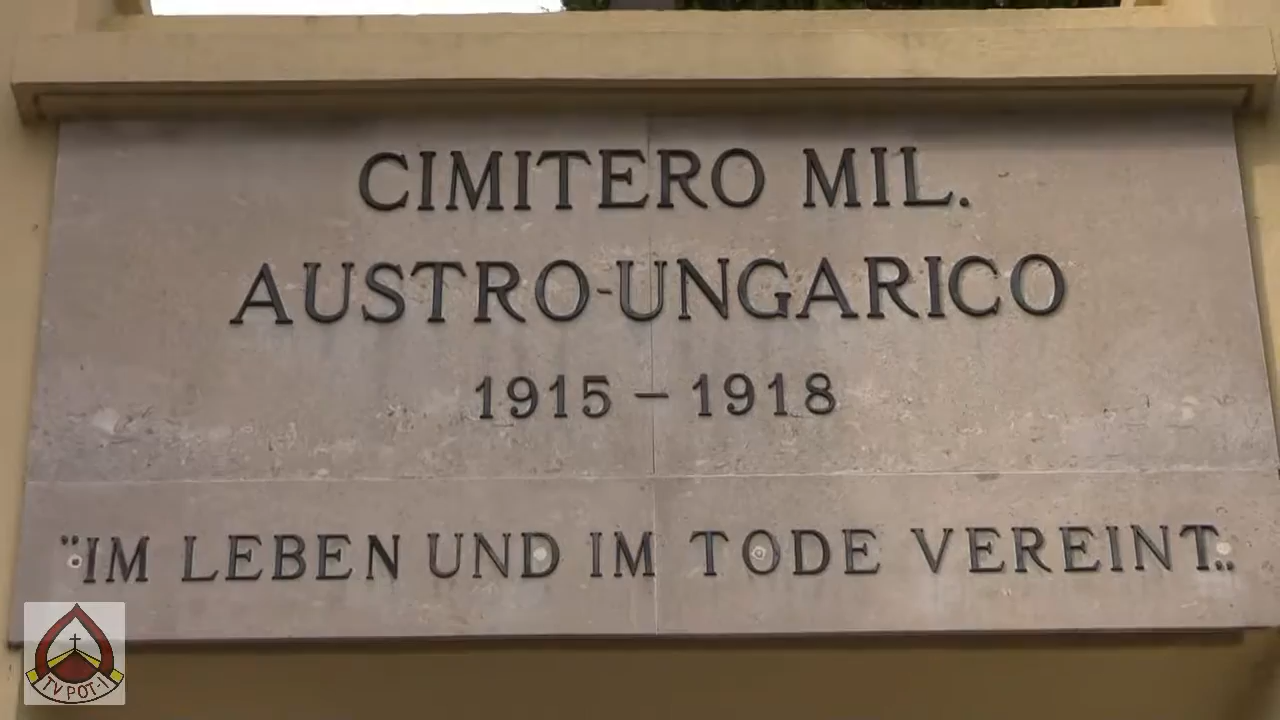 CIMITERO MIL.
AUSTRO-UNGARICO
1915 – 1918
"IM LEBEN UND IM TODE VEREINT"
TV POT-I